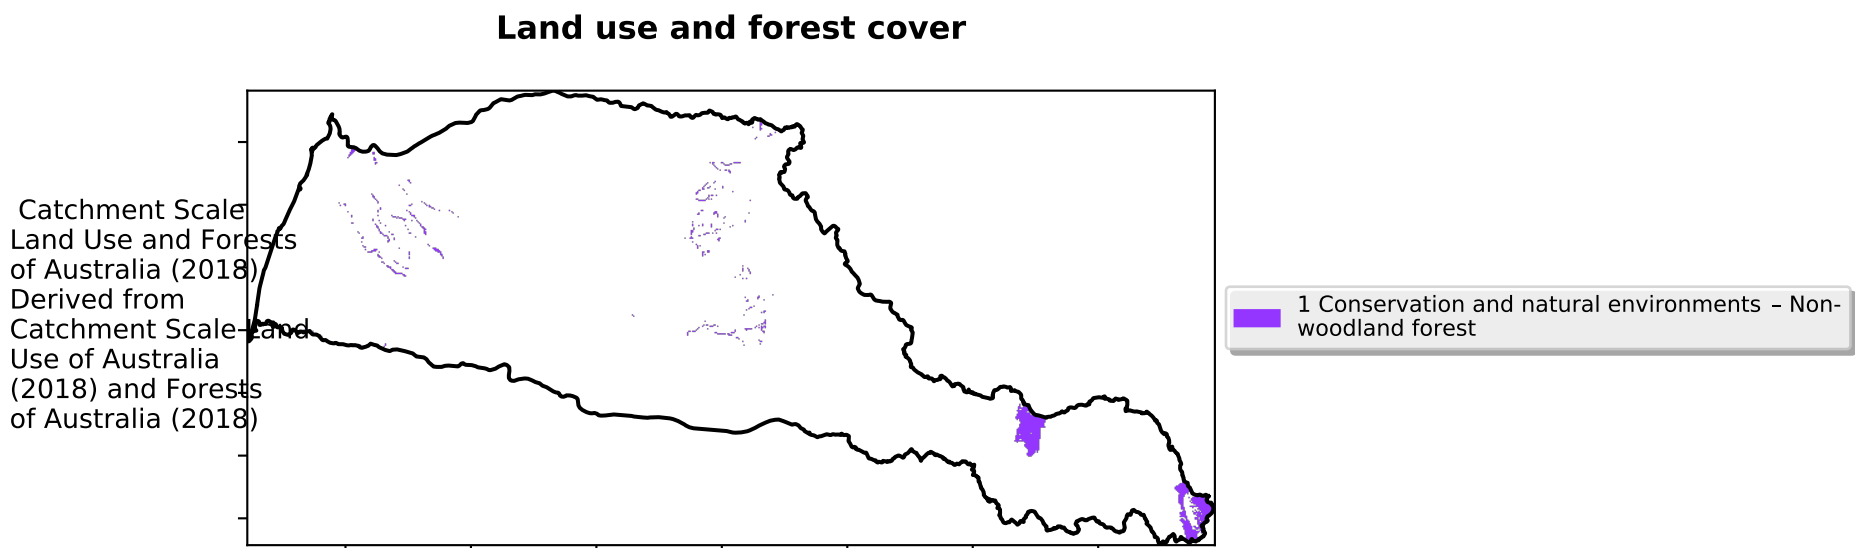 Land use and forest cover
Catchment Scale
Land Use and Forests
of Australia (2018)
Derived from
Catchment Scale Land
Use of Australia
(2018) and Forests
of Australia (2018)
1 Conservation and natural environments – Non-
woodland forest